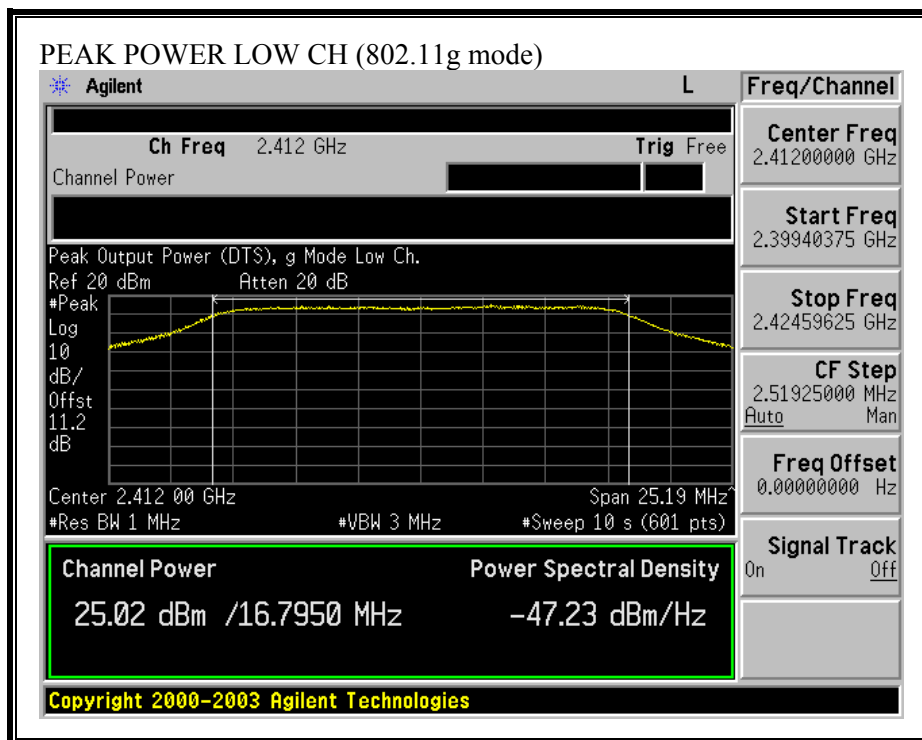 PEAK POWER LOW CH (802.11g mode)
Agilent L Freq/Channel
Ch Freq 2.412 GHz Trig Free
Channel Power
Center Freq
2.41200000 GHz
Start Freq
2.39940375 GHz
Stop Freq
2.42459625 GHz
CF Step
2.51925000 MHz
Auto Man
Freq Offset
0.00000000 Hz
Signal Track
On Off
Peak Output Power (DTS), g Mode Low Ch.
Ref 20 dBm Atten 20 dB
#Peak
Log
10
dB/
Offst
11.2
dB
Center 2.412 00 GHz Span 25.19 MHz^
#Res BW 1 MHz #VBW 3 MHz #Sweep 10 s (601 pts)
Channel Power Power Spectral Density
25.02 dBm /16.7950 MHz -47.23 dBm/Hz
Copyright 2000-2003 Agilent Technologies